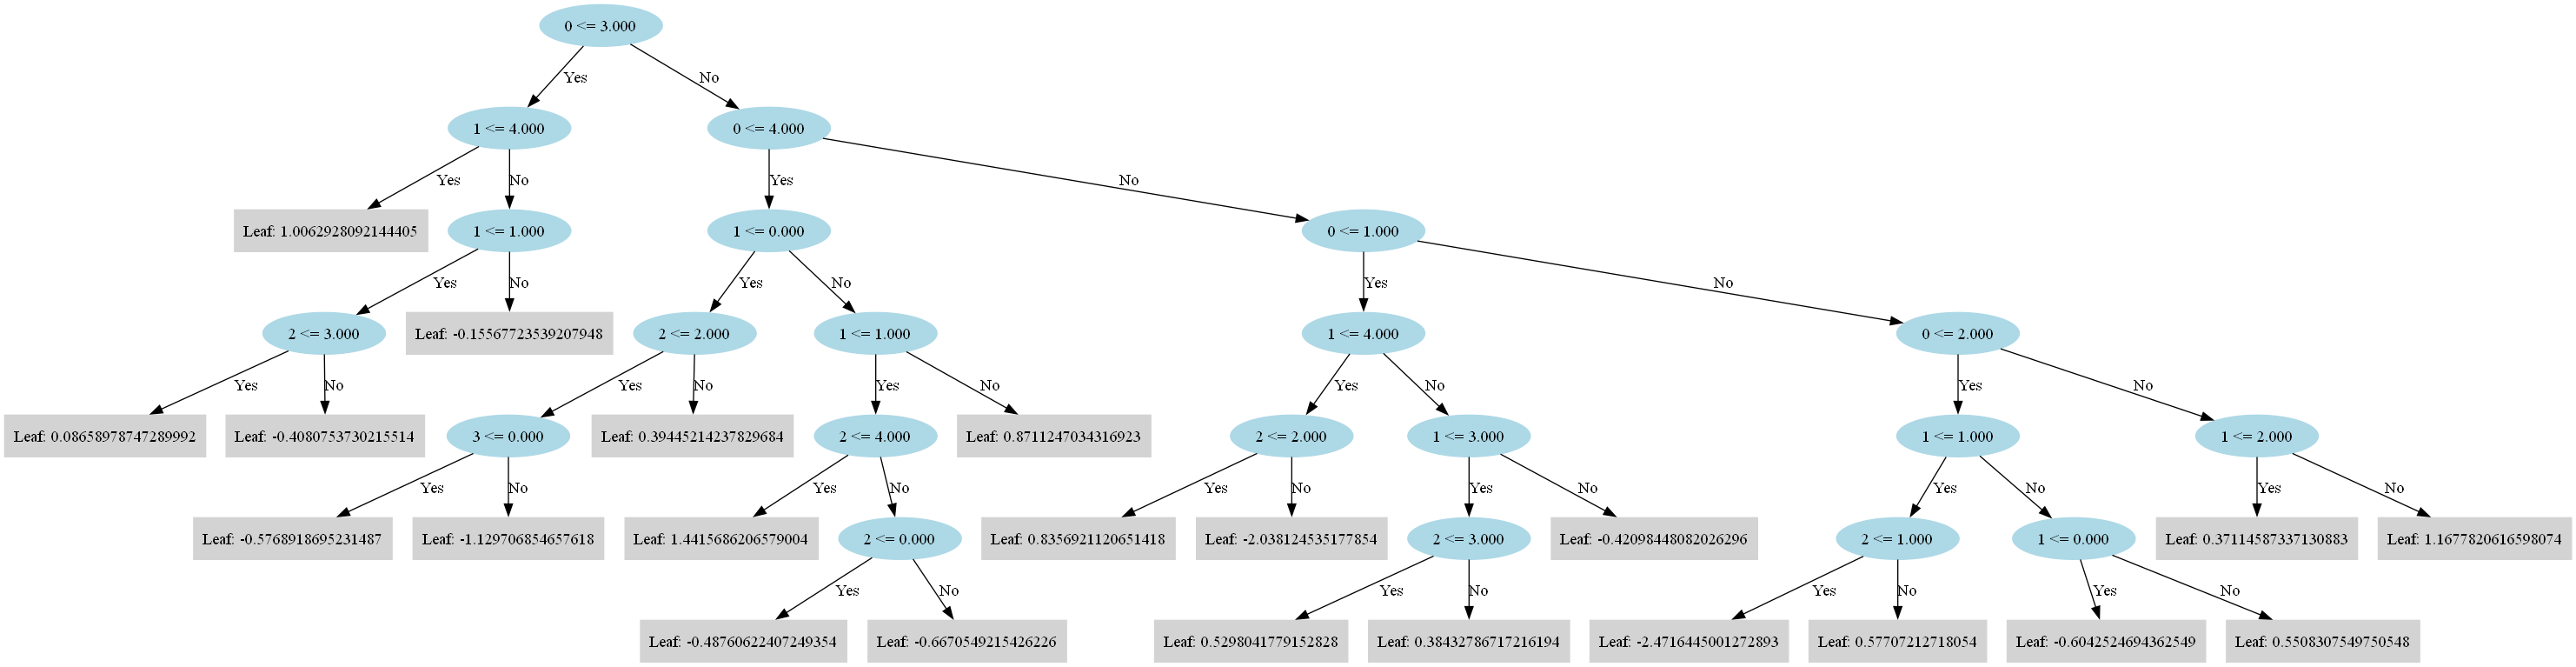 0 <= 3.000
Yes
No
1 <= 4.000
0 <= 4.000
Yes
No
Yes
No
Leaf: 1.0062928092144405
1 <= 1.000
1 <= 0.000
0 <= 1.000
Yes
No
Yes
No
Yes
No
2 <= 3.000
Leaf: -0.15567723539207948
2 <= 2.000
1 <= 1.000
1 <= 4.000
0 <= 2.000
Yes
No
Yes
No
Yes
No
Yes
No
Yes
No
Leaf: 0.08658978747289992
Leaf: -0.4080753730215514
3 <= 0.000
Leaf: 0.39445214237829684
2 <= 4.000
Leaf: 0.8711247034316923
2 <= 2.000
1 <= 3.000
1 <= 1.000
1 <= 2.000
Yes
No
Yes
No
Yes
No
Yes
No
Yes
No
Yes
No
Leaf: -0.5768918695231487
Leaf: -1.129706854657618
Leaf: 1.4415686206579004
2 <= 0.000
Leaf: 0.8356921120651418
Leaf: -2.038124535177854
2 <= 3.000
Leaf: -0.42098448082026296
2 <= 1.000
1 <= 0.000
Leaf: 0.37114587337130883
Leaf: 1.1677820616598074
Yes
No
Yes
No
Yes
No
Yes
No
Leaf: -0.48760622407249354
Leaf: -0.6670549215426226
Leaf: 0.5298041779152828
Leaf: 0.38432786717216194
Leaf: -2.4716445001272893
Leaf: 0.57707212718054
Leaf: -0.6042524694362549
Leaf: 0.5508307549750548